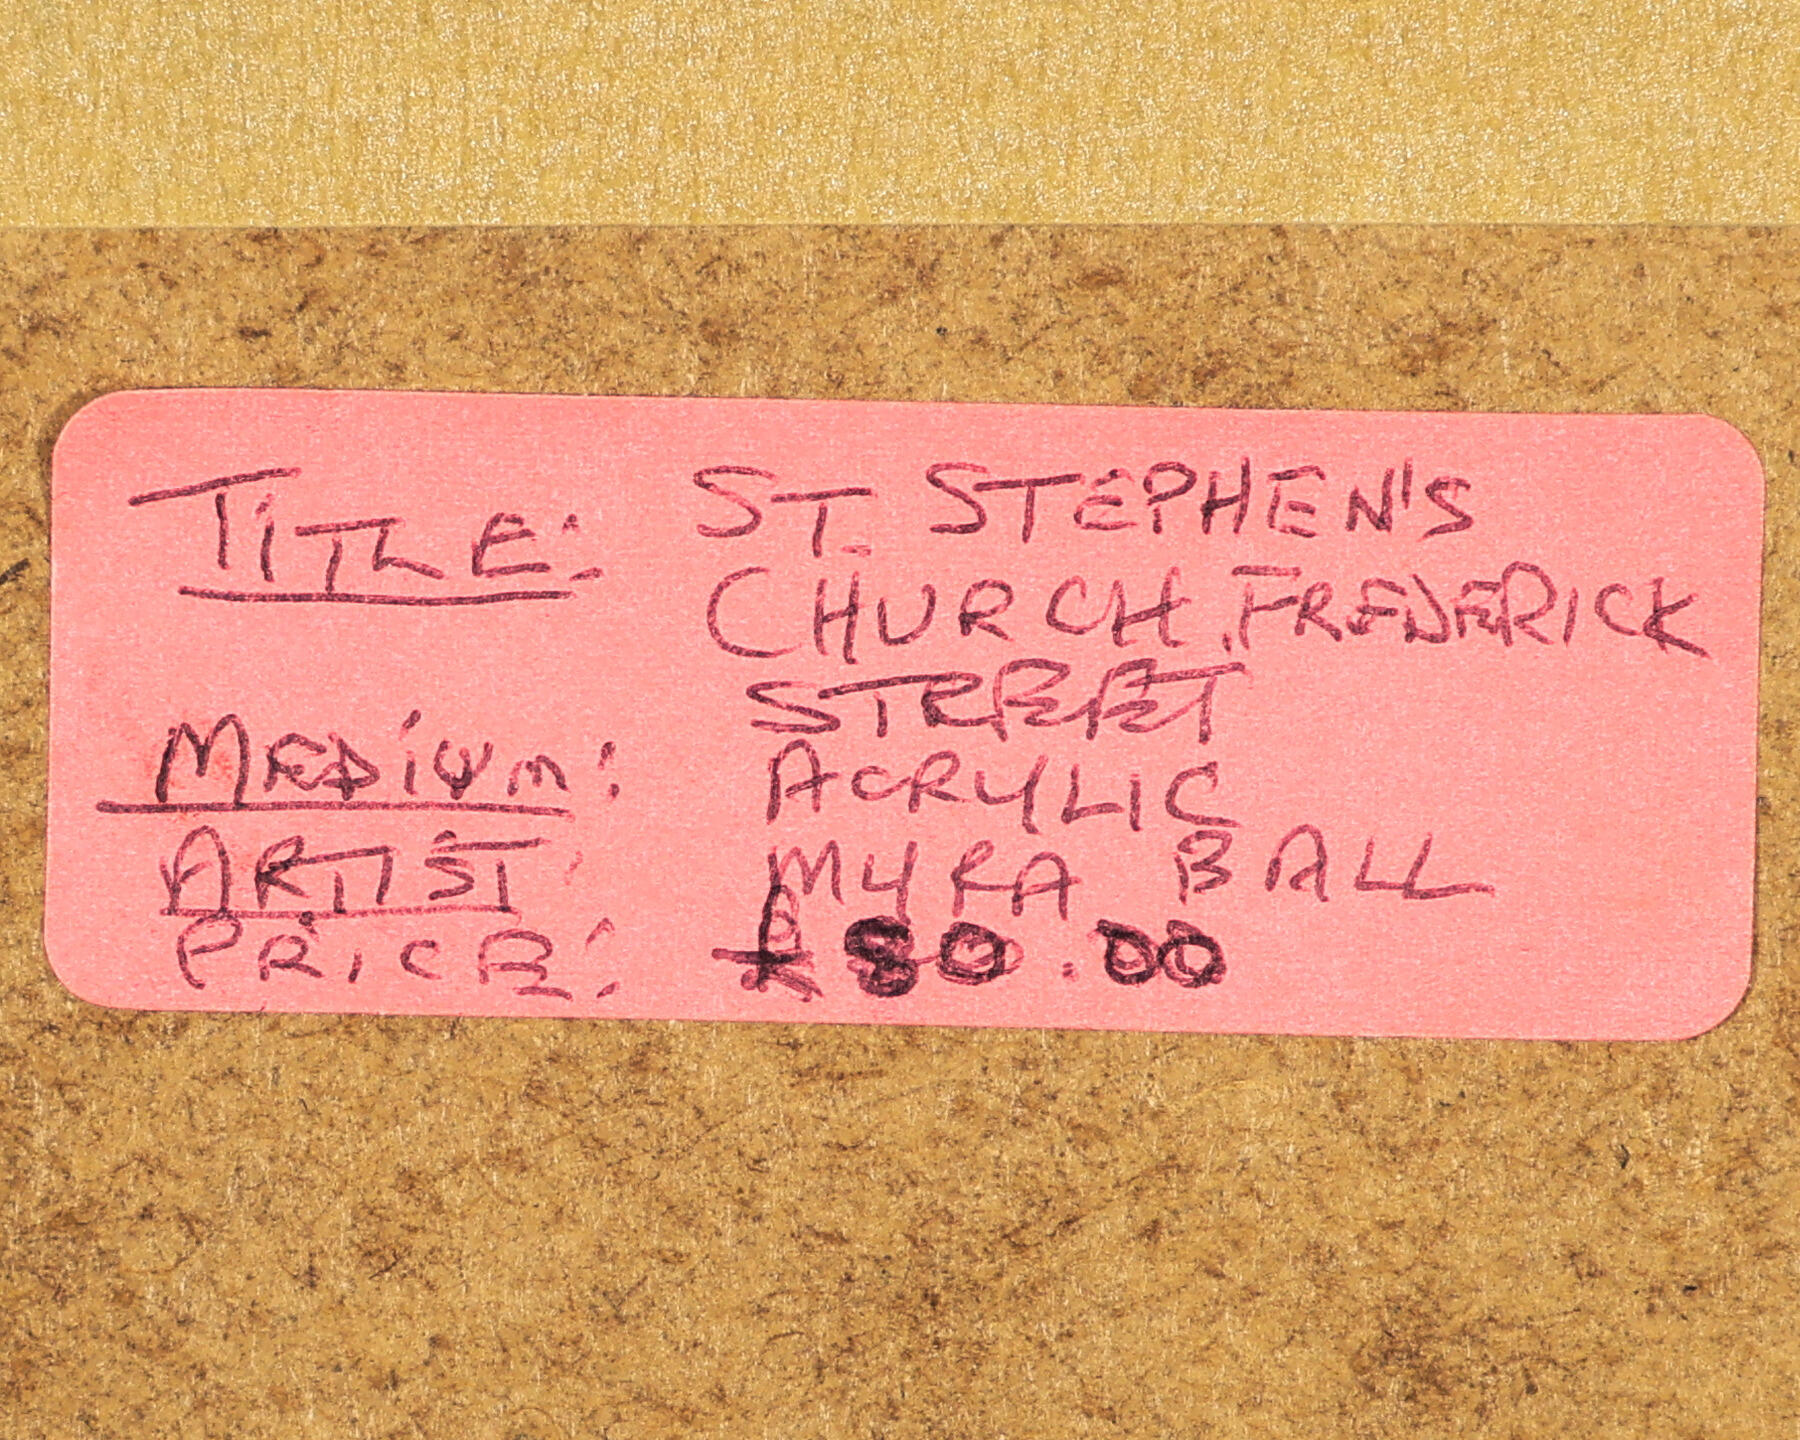 TITLE: ST. STEPHEN'S
CHURCH, FREDERICK
STREET
MEDIUM: ACRYLIC
ARTIST: MYRA BALL
PRICE: £80.00